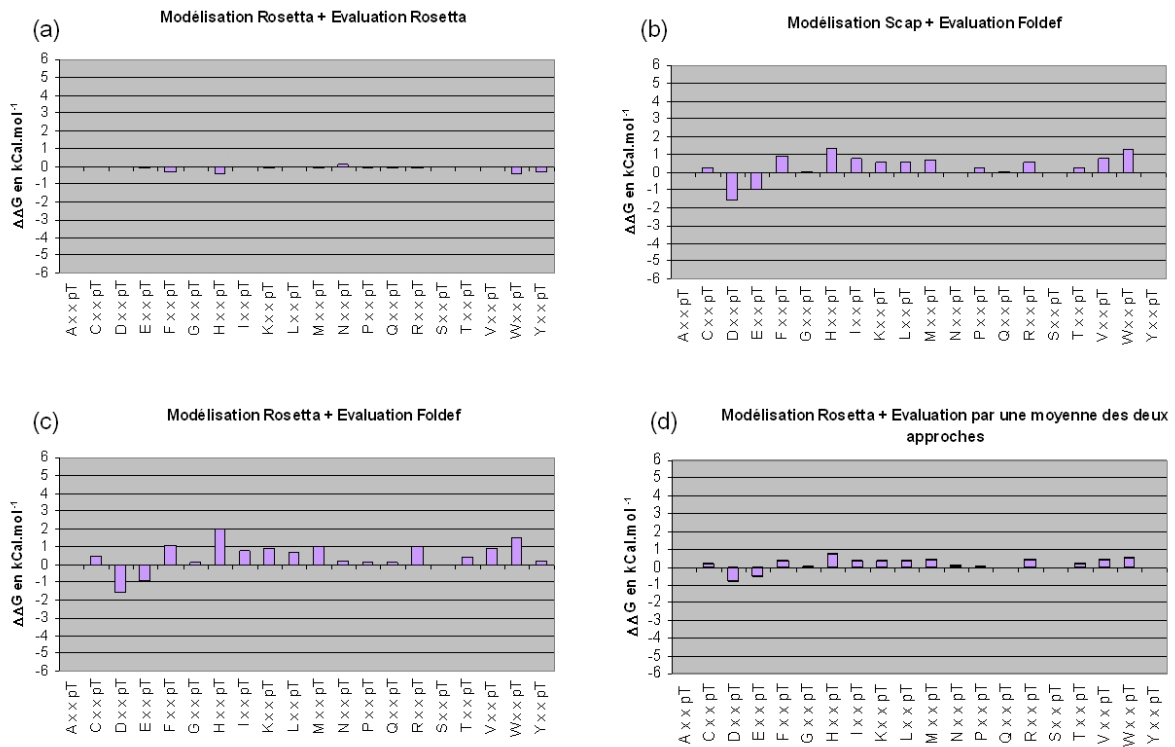 (a)
Modélisation Rosetta + Evaluation Rosetta
ΔΔG en kCal.mol⁻¹
6
5
4
3
2
1
0
-1
-2
-3
-4
-5
-6
AxxpT
CxxpT
DxxpT
ExxpT
FxxpT
GxxpT
HxxpT
IxxpT
KxxpT
LxxpT
MxxpT
NxxpT
PxxpT
QxxpT
RxxpT
SxxpT
TxxpT
VxxpT
WxxpT
YxxpT
(b)
Modélisation Scap + Evaluation Foldef
ΔΔG en kCal.mol⁻¹
6
5
4
3
2
1
0
-1
-2
-3
-4
-5
-6
AxxpT
CxxpT
DxxpT
ExxpT
FxxpT
GxxpT
HxxpT
IxxpT
KxxpT
LxxpT
MxxpT
NxxpT
PxxpT
QxxpT
RxxpT
SxxpT
TxxpT
VxxpT
WxxpT
YxxpT
(c)
Modélisation Rosetta + Evaluation Foldef
ΔΔG en kCal.mol⁻¹
6
5
4
3
2
1
0
-1
-2
-3
-4
-5
-6
AxxpT
CxxpT
DxxpT
ExxpT
FxxpT
GxxpT
HxxpT
IxxpT
KxxpT
LxxpT
MxxpT
NxxpT
PxxpT
QxxpT
RxxpT
SxxpT
TxxpT
VxxpT
WxxpT
YxxpT
(d)
Modélisation Rosetta + Evaluation par une moyenne des deux
approches
ΔΔG en kCal.mol⁻¹
6
5
4
3
2
1
0
-1
-2
-3
-4
-5
-6
AxxpT
CxxpT
DxxpT
ExxpT
FxxpT
GxxpT
HxxpT
IxxpT
KxxpT
LxxpT
MxxpT
NxxpT
PxxpT
QxxpT
RxxpT
SxxpT
TxxpT
VxxpT
WxxpT
YxxpT